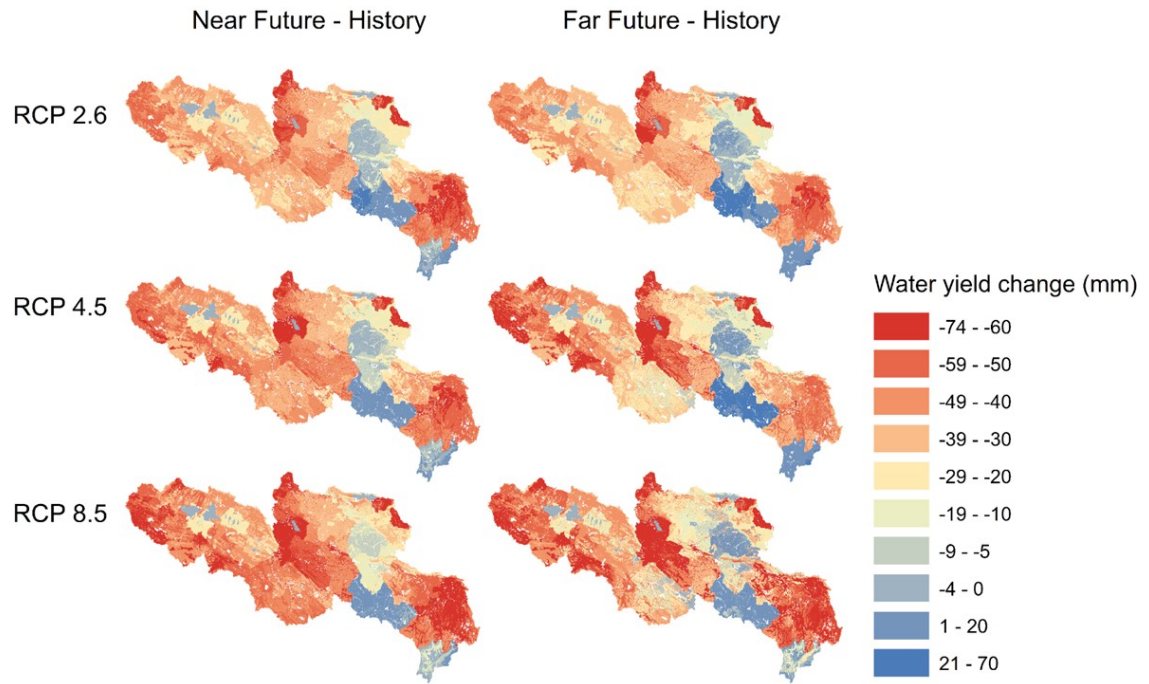 Near Future - History
Far Future - History
RCP 2.6
RCP 4.5
RCP 8.5
Water yield change (mm)
-74 - -60
-59 - -50
-49 - -40
-39 - -30
-29 - -20
-19 - -10
-9 - -5
-4 - 0
1 - 20
21 - 70